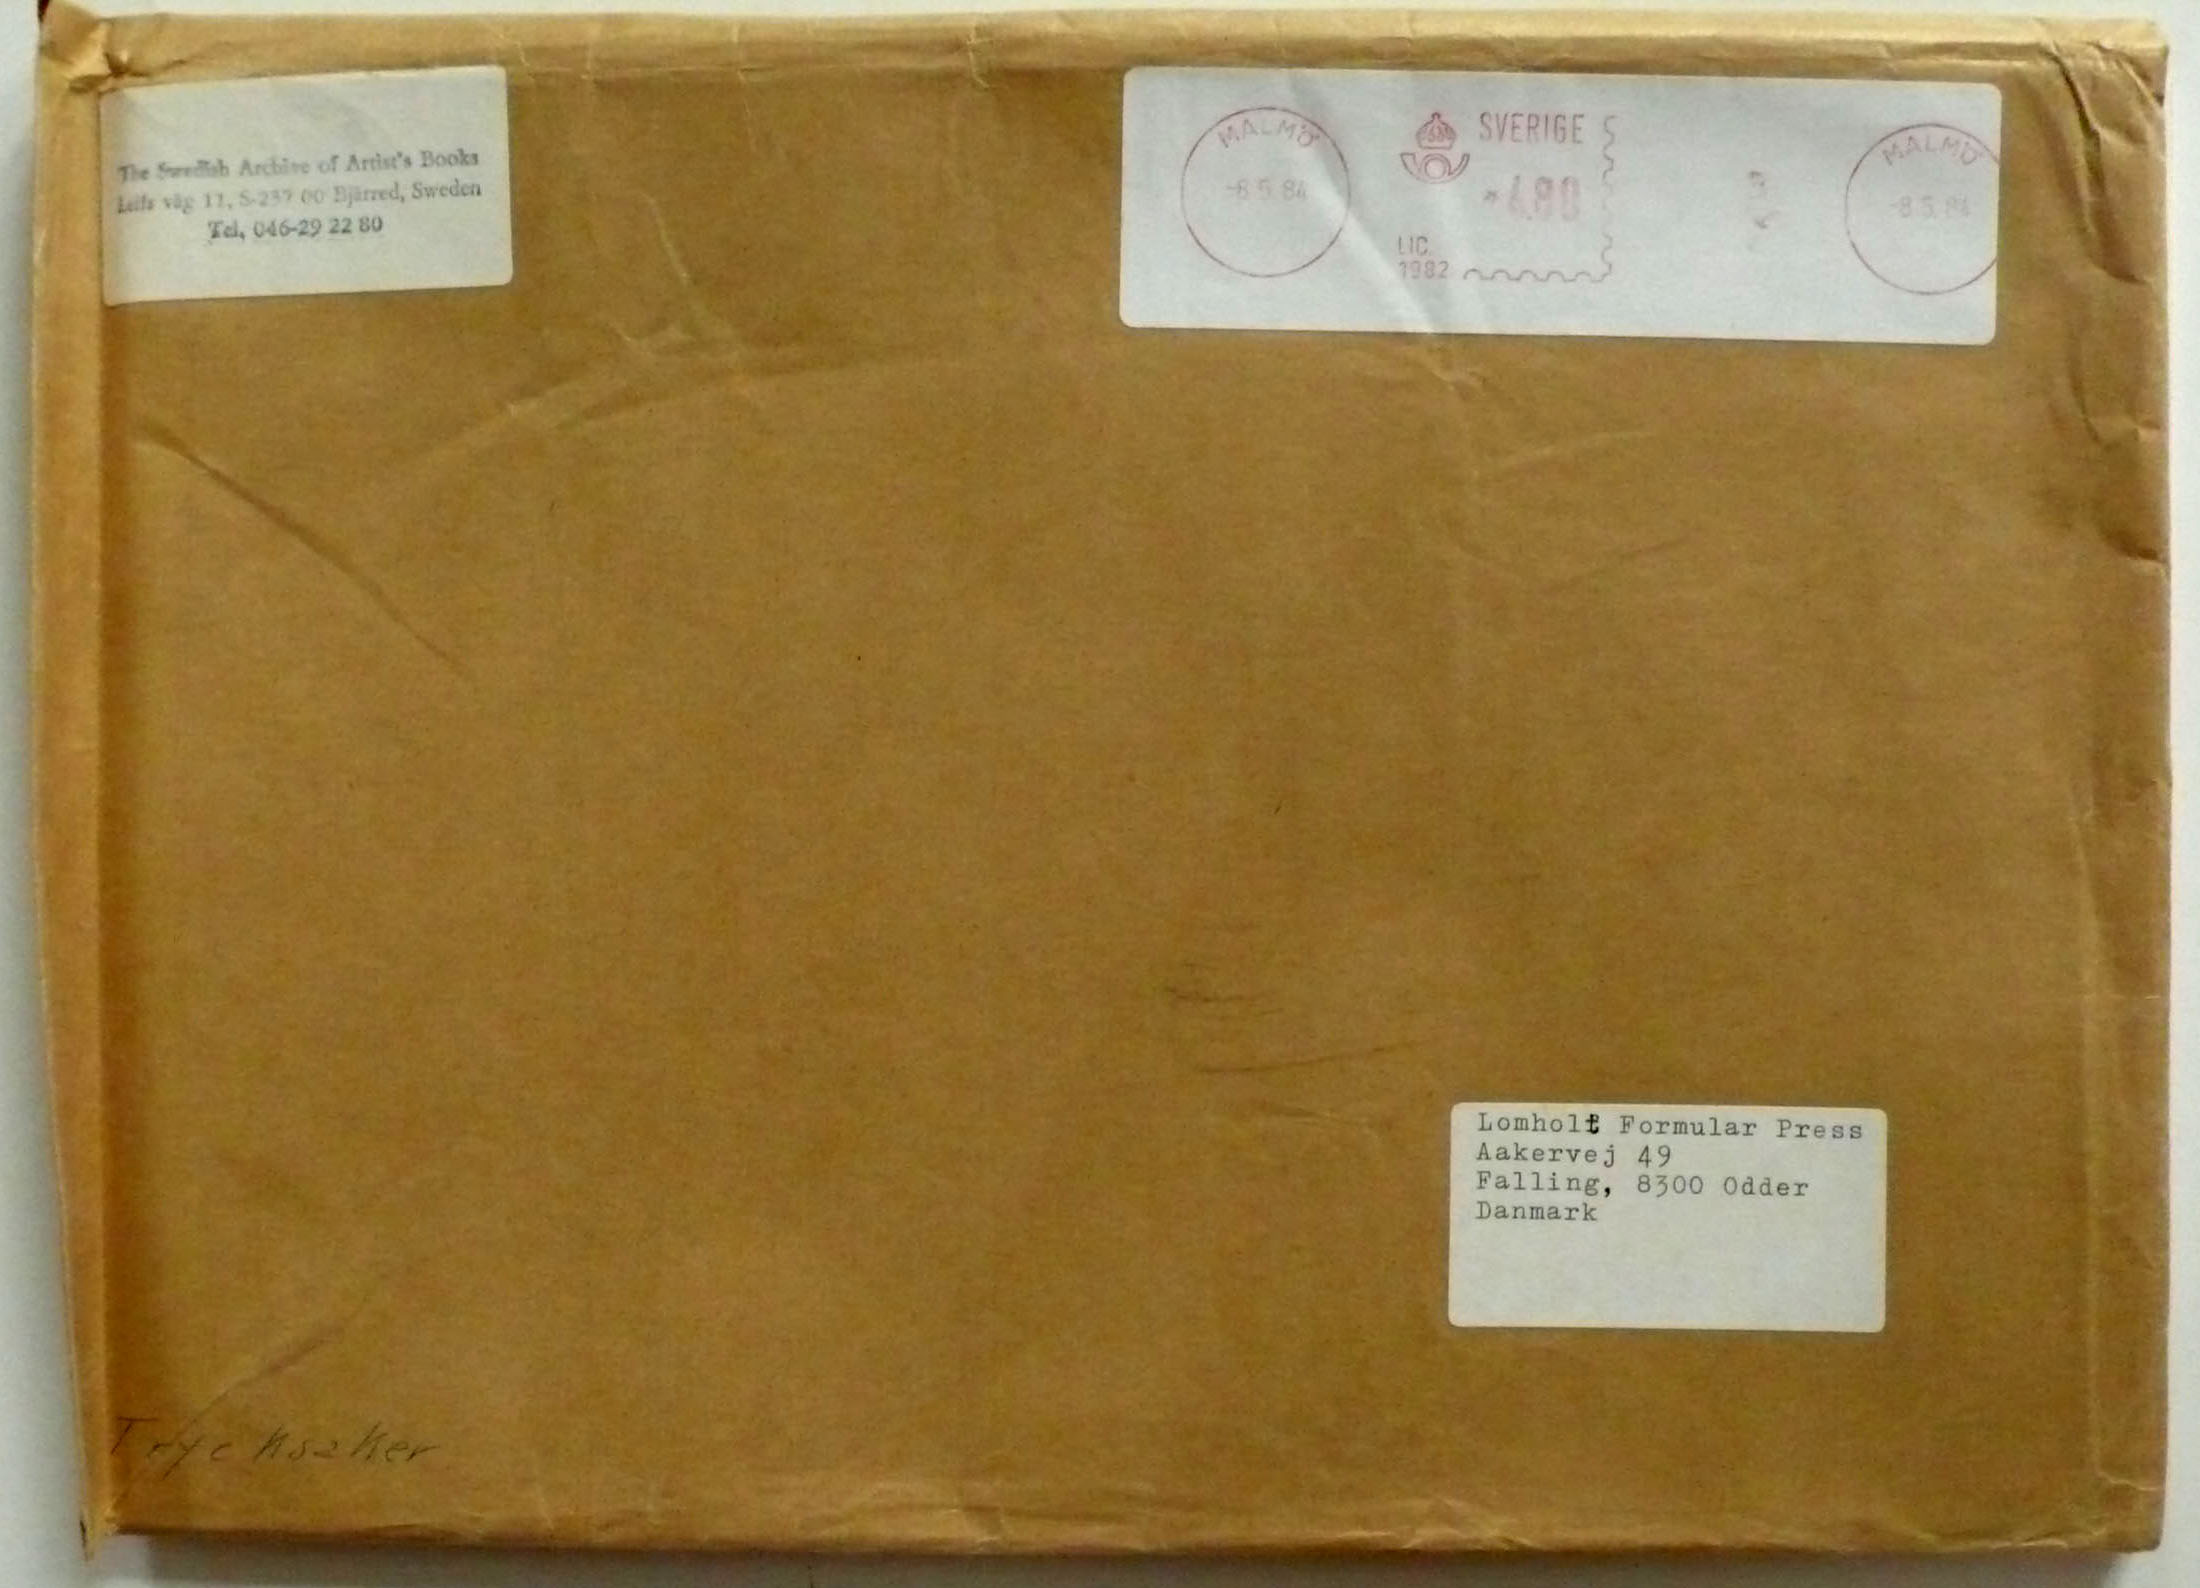 The Swedish Archive of Artist's Books
Leifs väg 11, S-237 00 Bjärred, Sweden
Tel, 046-29 22 80
MALMÖ
-8.5.84
SVERIGE
LIC.
1982
MALMÖ
-8.5.84
Lomholt Formular Press
Aakervej 49
Falling, 8300 Odder
Danmark
Trycksaker